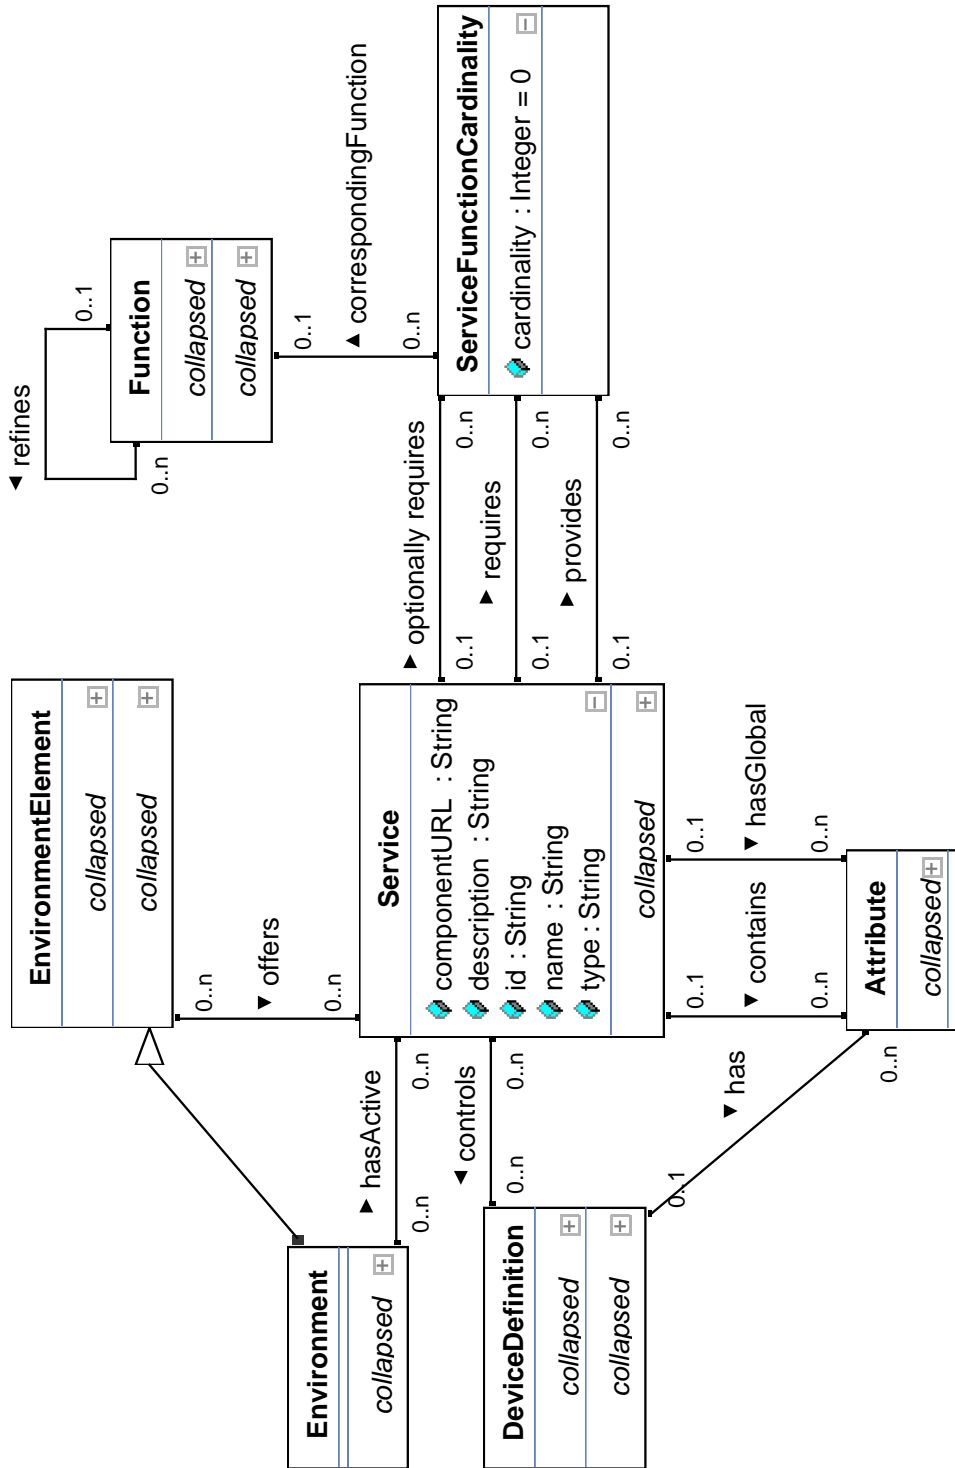 EnvironmentElement
collapsed
collapsed
refines
0..1
0..n
Function
collapsed
collapsed
0..n
offers
0..n
0..1
correspondingFunction
0..n
Environment
collapsed
hasActive
0..n
0..n
Service
componentURL : String
description : String
id : String
name : String
type : String
collapsed
optionally requires
0..1
0..n
requires
0..1
0..n
provides
0..1
0..n
ServiceFunctionCardinality
cardinality : Integer = 0
controls
0..n
0..n
DeviceDefinition
collapsed
collapsed
0..1
has
0..n
0..1
contains
0..n
0..1
hasGlobal
0..n
Attribute
collapsed